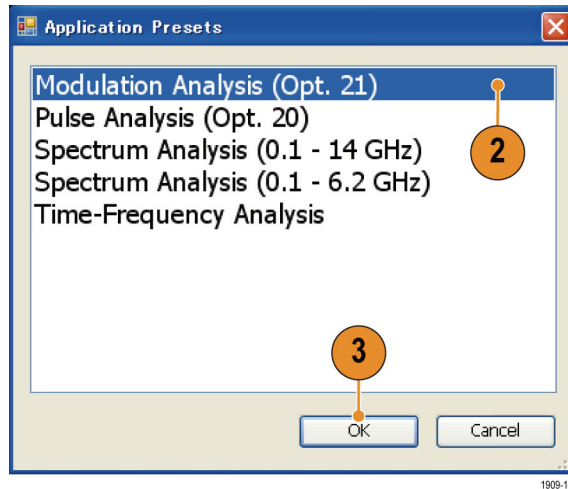 Application Presets
Modulation Analysis (Opt. 21)
Pulse Analysis (Opt. 20)
Spectrum Analysis (0.1 - 14 GHz)
Spectrum Analysis (0.1 - 6.2 GHz)
Time-Frequency Analysis
2
3
OK
Cancel
1909-1